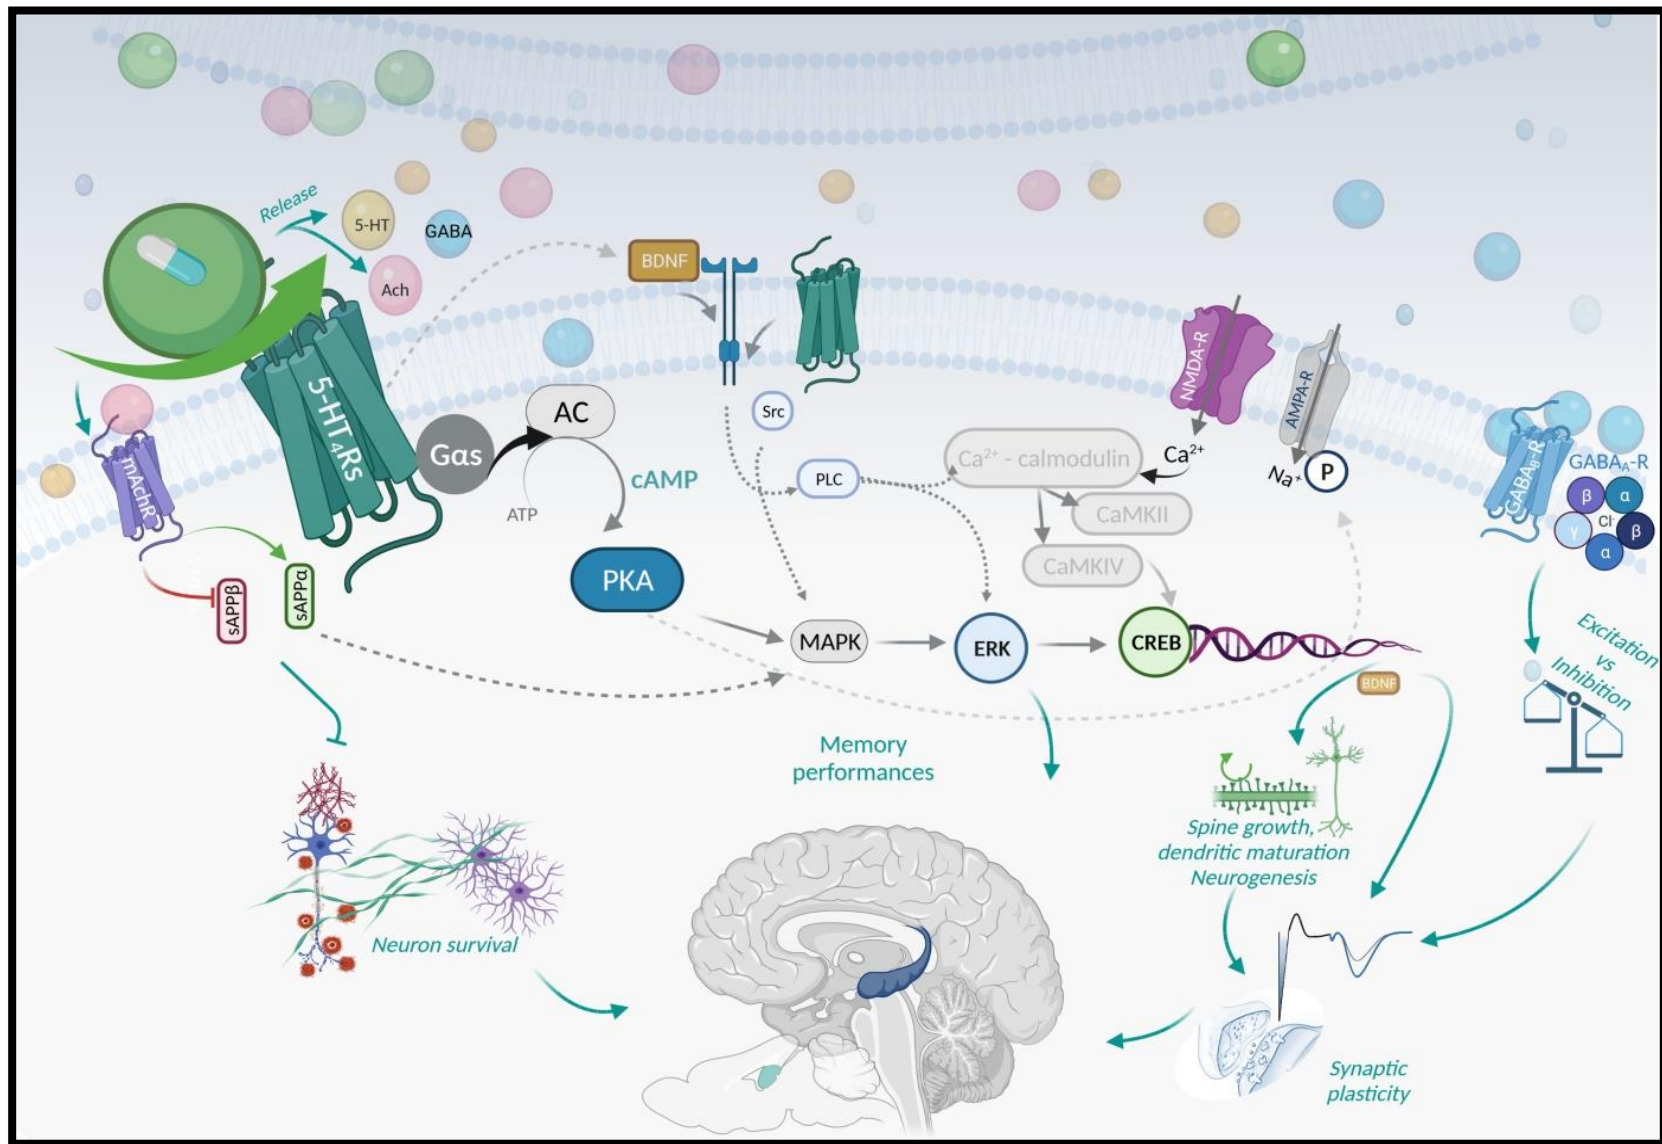 Release
5-HT
GABA
Ach
BDNF
5-HT₄Rs
mAchR
Gαs
AC
ATP
cAMP
PKA
sAPPβ
sAPPα
Src
PLC
MAPK
ERK
CREB
Ca²⁺ - calmodulin
CaMKII
CaMKIV
Ca²⁺
NMDA-R
AMPA-R
Na⁺
P
GABA_B-R
GABA_A-R
β
α
γ
Cl⁻
β
α
BDNF
Excitation
vs
Inhibition
Memory
performances
Spine growth,
dendritic maturation
Neurogenesis
Neuron survival
Synaptic
plasticity